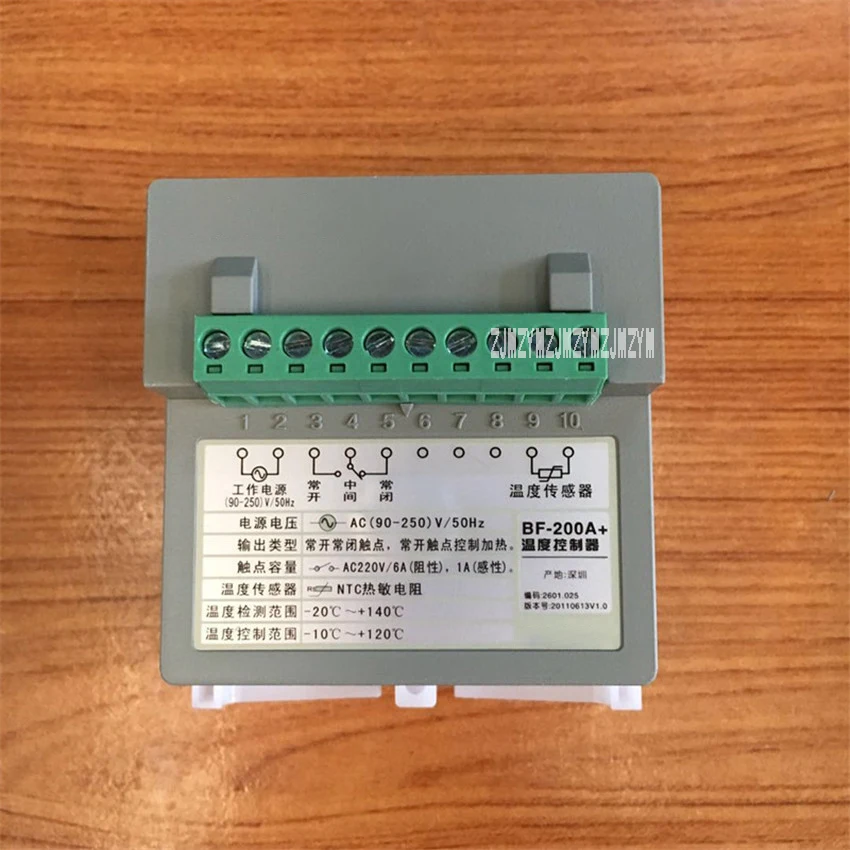 ZJMZYMZJMZYMZJMZYM
1 2 3 4 5 6 7 8 9 10
工作电源
(90-250)V/50Hz
常开 中间 常闭
温度传感器
电源电压 AC(90-250)V/50Hz
输出类型 常开常闭触点，常开触点控制加热。
触点容量 AC220V/6A(阻性)，1A(感性)。
温度传感器 NTC热敏电阻
温度检测范围 -20℃～+140℃
温度控制范围 -10℃～+120℃
BF-200A+
温度控制器
产地:深圳
编码:2601.025
版本号:20110613V1.0